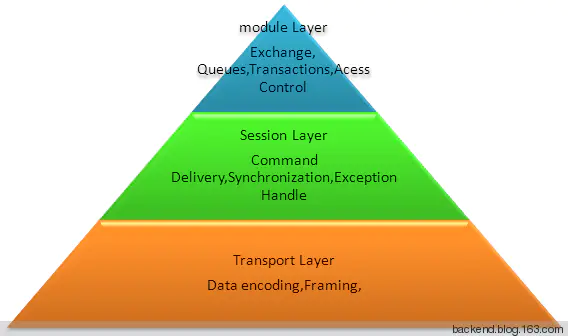 module Layer
Exchange,
Queues,Transactions,Acess
Control
Session Layer
Command
Delivery,Synchronization,Exception
Handle
Transport Layer
Data encoding,Framing,
backend.blog.163.com